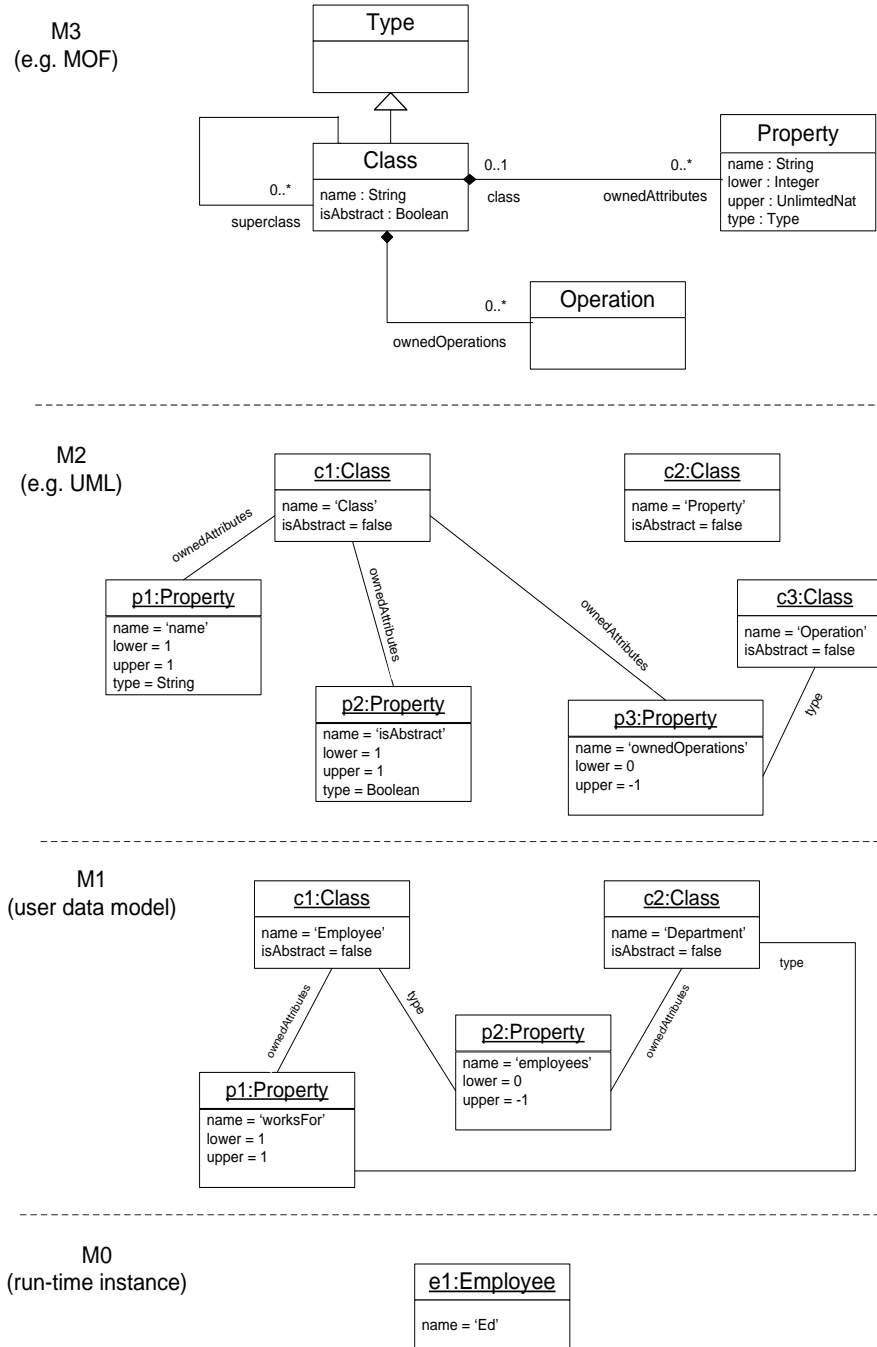 M3
(e.g. MOF)
Type
Class
name : String
isAbstract : Boolean
0..*
superclass
0..1
class
0..*
ownedAttributes
Property
name : String
lower : Integer
upper : UnlimtedNat
type : Type
0..*
ownedOperations
Operation
M2
(e.g. UML)
c1:Class
name = ‘Class’
isAbstract = false
c2:Class
name = ‘Property’
isAbstract = false
ownedAttributes
ownedAttributes
ownedAttributes
p1:Property
name = ‘name’
lower = 1
upper = 1
type = String
c3:Class
name = ‘Operation’
isAbstract = false
type
p2:Property
name = ‘isAbstract’
lower = 1
upper = 1
type = Boolean
p3:Property
name = ‘ownedOperations’
lower = 0
upper = -1
M1
(user data model)
c1:Class
name = ‘Employee’
isAbstract = false
c2:Class
name = ‘Department’
isAbstract = false
type
ownedAttributes
type
ownedAttributes
p2:Property
name = ‘employees’
lower = 0
upper = -1
p1:Property
name = ‘worksFor’
lower = 1
upper = 1
M0
(run-time instance)
e1:Employee
name = ‘Ed’